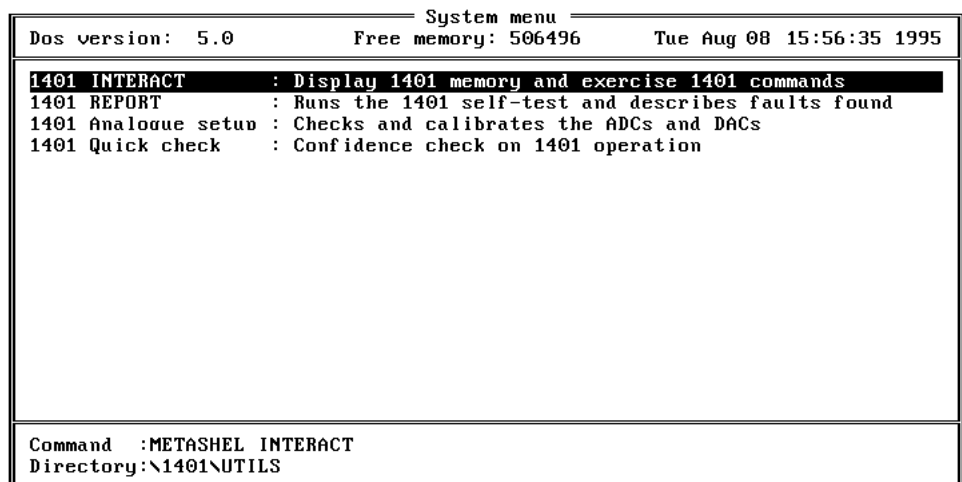 System menu
Dos version: 5.0 Free memory: 506496 Tue Aug 08 15:56:35 1995
1401 INTERACT : Display 1401 memory and exercise 1401 commands
1401 REPORT : Runs the 1401 self-test and describes faults found
1401 Analogue setup : Checks and calibrates the ADCs and DACs
1401 Quick check : Confidence check on 1401 operation
Command :METASHEL INTERACT
Directory:\1401\UTILS